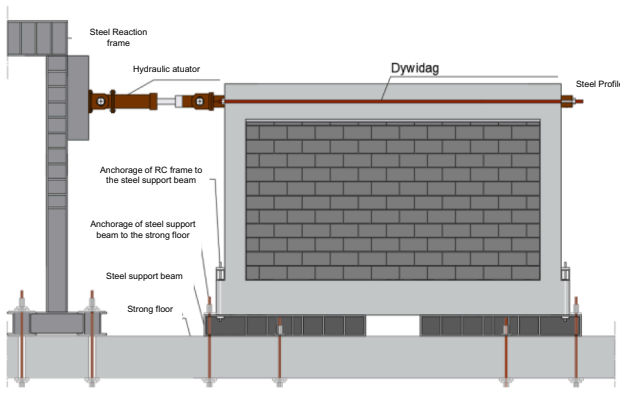 Steel Reaction
frame
Hydraulic atuator
Dywidag
Steel Profile
Anchorage of RC frame to
the steel support beam
Anchorage of steel support
beam to the strong floor
Steel support beam
Strong floor